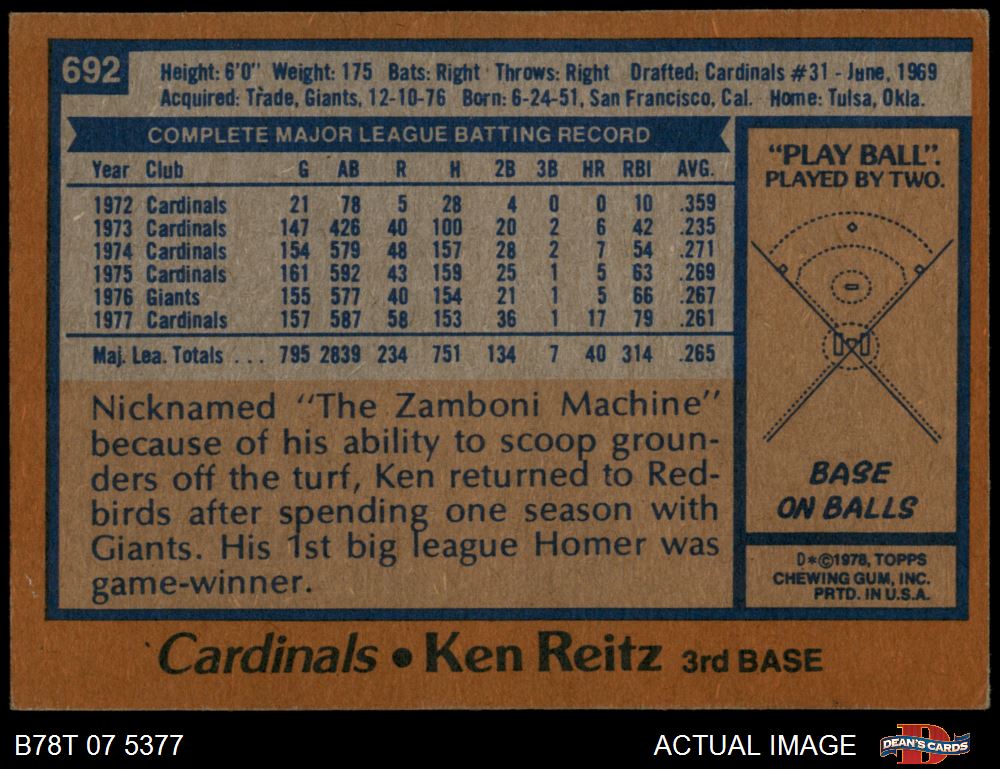 692
Height: 6'0" Weight: 175 Bats: Right Throws: Right Drafted: Cardinals #31 - June, 1969
Acquired: Trade, Giants, 12-10-76 Born: 6-24-51, San Francisco, Cal. Home: Tulsa, Okla.
COMPLETE MAJOR LEAGUE BATTING RECORD
Year Club G AB R H 2B 3B HR RBI AVG.
1972 Cardinals 21 78 5 28 4 0 0 10 .359
1973 Cardinals 147 426 40 100 20 2 6 42 .235
1974 Cardinals 154 579 48 157 28 2 7 54 .271
1975 Cardinals 161 592 43 159 25 1 5 63 .269
1976 Giants 155 577 40 154 21 1 5 66 .267
1977 Cardinals 157 587 58 153 36 1 17 79 .261
Maj. Lea. Totals ... 795 2839 234 751 134 7 40 314 .265
Nicknamed "The Zamboni Machine"
because of his ability to scoop groun-
ders off the turf, Ken returned to Red-
birds after spending one season with
Giants. His 1st big league Homer was
game-winner.
"PLAY BALL".
PLAYED BY TWO.
BASE
ON BALLS
D*©1978, TOPPS
CHEWING GUM, INC.
PRTD. IN U.S.A.
Cardinals • Ken Reitz 3rd BASE
B78T 07 5377
ACTUAL IMAGE
D
DEAN'S CARDS